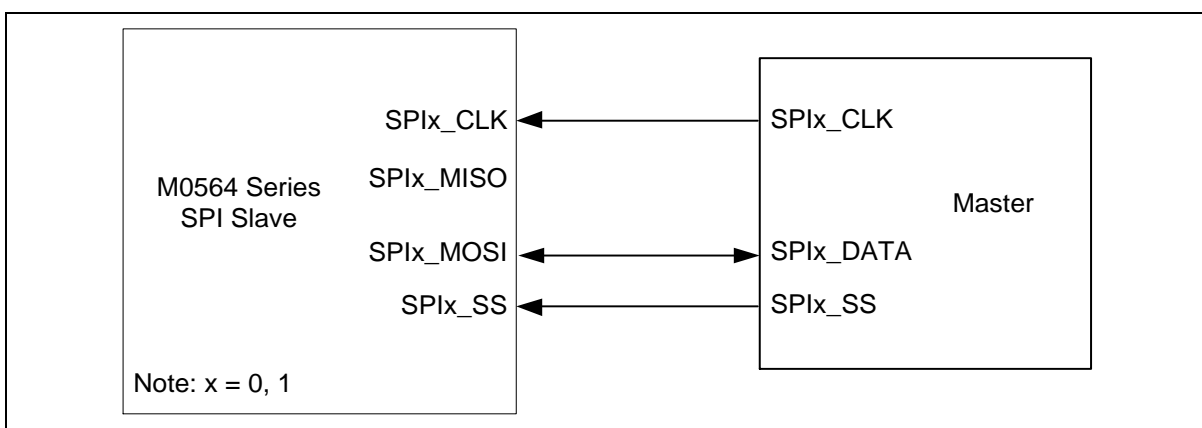 SPIx_CLK
SPIx_CLK
SPIx_MISO
M0564 Series
SPI Slave
Master
SPIx_MOSI
SPIx_DATA
SPIx_SS
SPIx_SS
Note: x = 0, 1